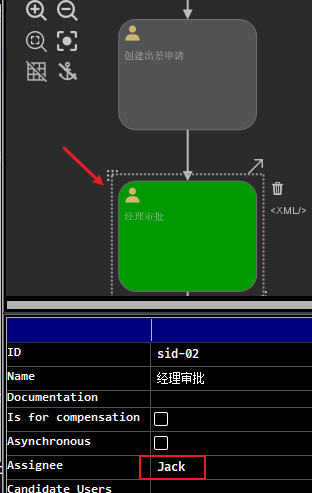 创建出差申请
经理审批
<XML/>
ID sid-02
Name 经理审批
Documentation
Is for compensation
Asynchronous
Assignee Jack
Candidate Users